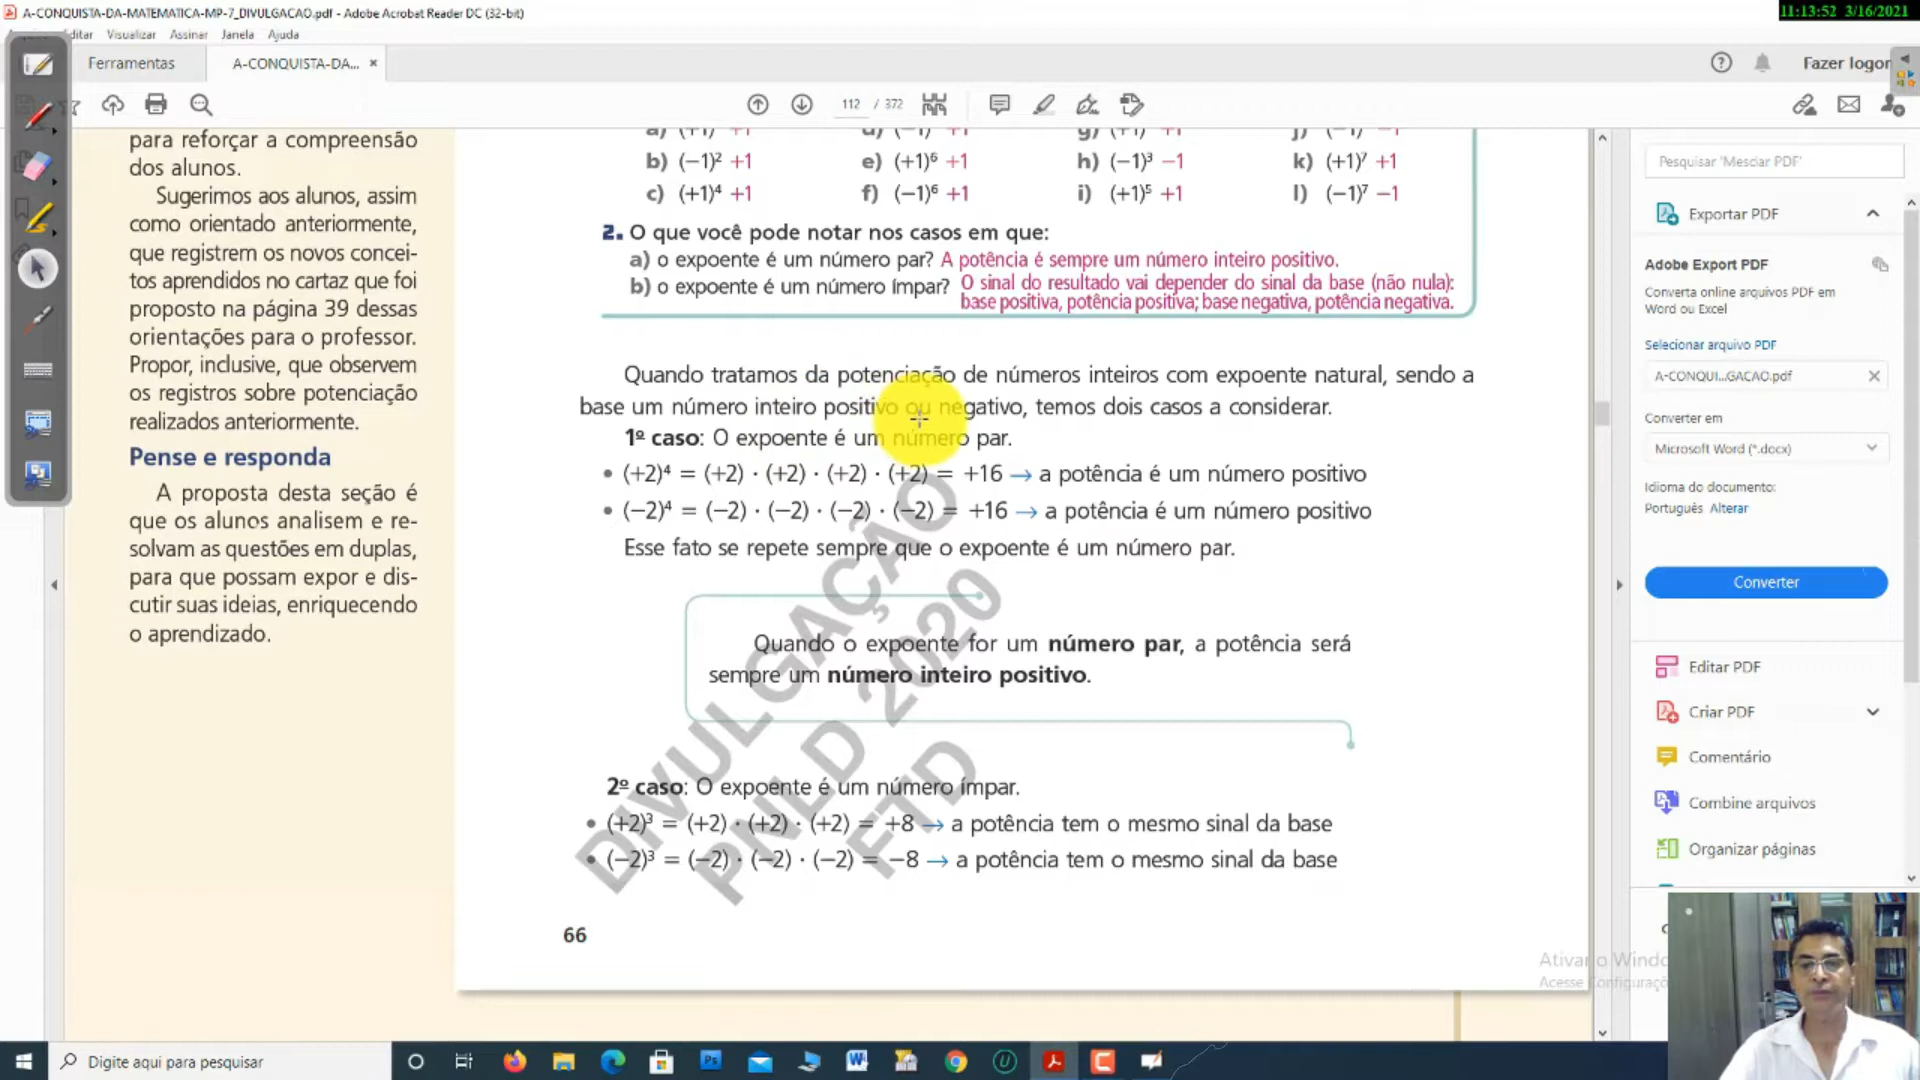 A-CONQUISTA-DA-MATEMATICA-MP-7_DIVULGACAO.pdf - Adobe Acrobat Reader DC (32-bit)
11:13:52 3/16/2021
Visualizar Assinar Janela Ajuda
Ferramentas
A-CONQUISTA-DA... ×
Fazer logon
112 / 372
para reforçar a compreensão
dos alunos.
Sugerimos aos alunos, assim
como orientado anteriormente,
que registrem os novos concei-
tos aprendidos no cartaz que foi
proposto na página 39 dessas
orientações para o professor.
Propor, inclusive, que observem
os registros sobre potenciação
realizados anteriormente.
Pense e responda
A proposta desta seção é
que os alunos analisem e re-
solvam as questões em duplas,
para que possam expor e dis-
cutir suas ideias, enriquecendo
o aprendizado.
b) (−1)² +1 e) (+1)⁶ +1 h) (−1)³ −1 k) (+1)⁷ +1
c) (+1)⁴ +1 f) (−1)⁶ +1 i) (+1)⁵ +1 l) (−1)⁷ −1
2. O que você pode notar nos casos em que:
a) o expoente é um número par? A potência é sempre um número inteiro positivo.
b) o expoente é um número ímpar? O sinal do resultado vai depender do sinal da base (não nula):
base positiva, potência positiva; base negativa, potência negativa.
Quando tratamos da potenciação de números inteiros com expoente natural, sendo a
base um número inteiro positivo ou negativo, temos dois casos a considerar.
1º caso: O expoente é um número par.
• (+2)⁴ = (+2) · (+2) · (+2) · (+2) = +16 → a potência é um número positivo
• (−2)⁴ = (−2) · (−2) · (−2) · (−2) = +16 → a potência é um número positivo
Esse fato se repete sempre que o expoente é um número par.
Quando o expoente for um número par, a potência será
sempre um número inteiro positivo.
2º caso: O expoente é um número ímpar.
• (+2)³ = (+2) · (+2) · (+2) = +8 → a potência tem o mesmo sinal da base
• (−2)³ = (−2) · (−2) · (−2) = −8 → a potência tem o mesmo sinal da base
66
DIVULGAÇÃO
PNLD 2020
FTD
Pesquisar 'Mesclar PDF'
Exportar PDF
Adobe Export PDF
Converta online arquivos PDF em
Word ou Excel
Selecionar arquivo PDF
A-CONQUI...GACAO.pdf
Converter em
Microsoft Word (*.docx)
Idioma do documento:
Português Alterar
Converter
Editar PDF
Criar PDF
Comentário
Combine arquivos
Organizar páginas
Ativar o Windo
Acesse Configuraçõ
Digite aqui para pesquisar